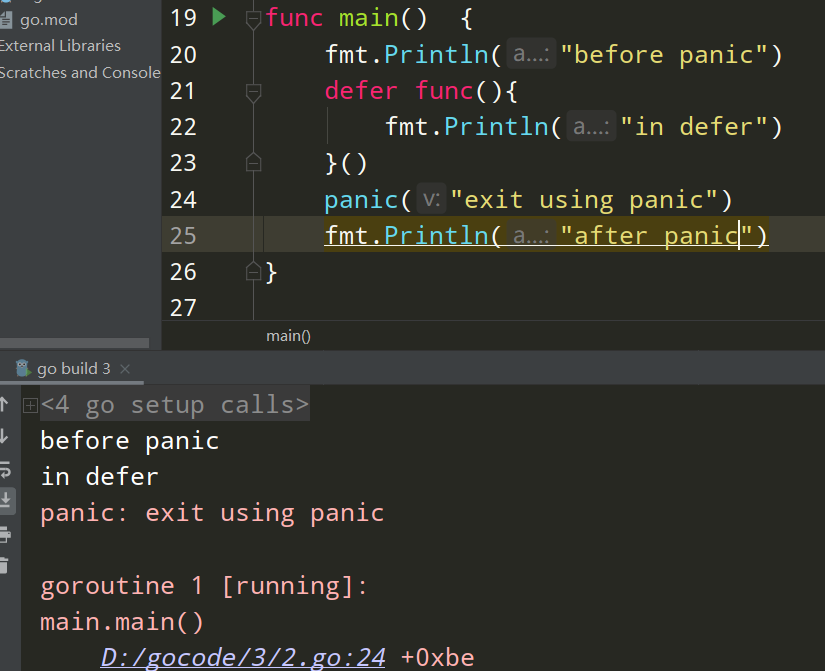 go.mod
External Libraries
Scratches and Console
19 func main() {
20 fmt.Println( a...: "before panic")
21 defer func(){
22 fmt.Println( a...: "in defer")
23 }()
24 panic( v: "exit using panic")
25 fmt.Println( a...: "after panic")
26 }
27
main()
go build 3
<4 go setup calls>
before panic
in defer
panic: exit using panic
goroutine 1 [running]:
main.main()
D:/gocode/3/2.go:24 +0xbe